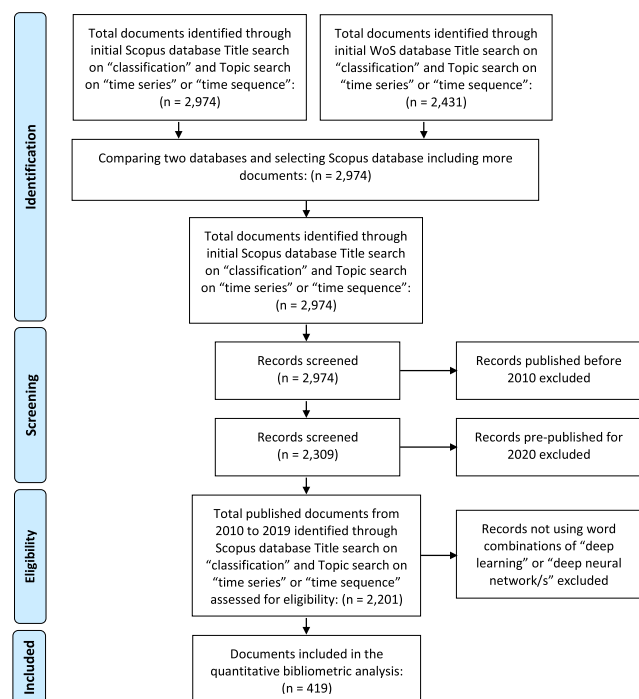 Total documents identified through
initial Scopus database Title search
on “classification” and Topic search
on “time series” or “time sequence”:
(n = 2,974)
Total documents identified through
initial WoS database Title search on
“classification” and Topic search on
“time series” or “time sequence”:
(n = 2,431)
Identification
Comparing two databases and selecting Scopus database including more
documents: (n = 2,974)
Total documents identified through
initial Scopus database Title search
on “classification” and Topic search
on “time series” or “time sequence”:
(n = 2,974)
Screening
Records screened
(n = 2,974)
Records published before
2010 excluded
Records screened
(n = 2,309)
Records pre-published for
2020 excluded
Eligibility
Total published documents from
2010 to 2019 identified through
Scopus database Title search on
“classification” and Topic search on
“time series” or “time sequence”
assessed for eligibility: (n = 2,201)
Records not using word
combinations of “deep
learning” or “deep neural
network/s” excluded
Included
Documents included in the
quantitative bibliometric analysis:
(n = 419)